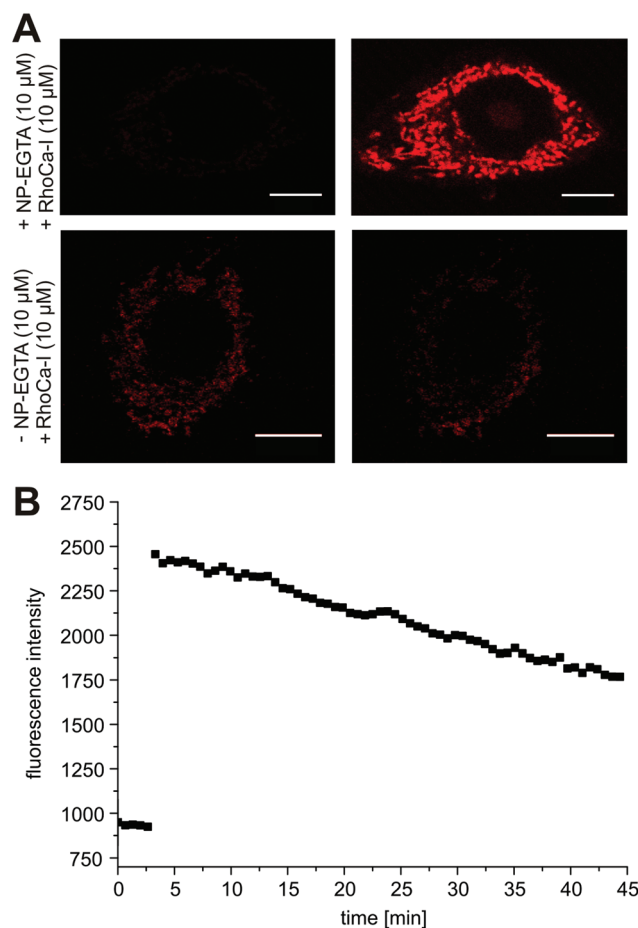 A
+ NP-EGTA (10 µM)
+ RhoCa-I (10 µM)
- NP-EGTA (10 µM)
+ RhoCa-I (10 µM)
B
2750
2500
2250
2000
1750
1500
1250
1000
750
fluorescence intensity
0 5 10 15 20 25 30 35 40 45
time [min]